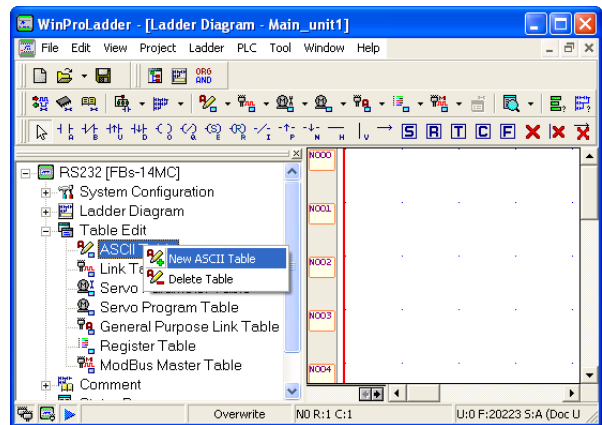 WinProLadder - [Ladder Diagram - Main_unit1]
File Edit View Project Ladder PLC Tool Window Help
ORG
AND
S R T C F
RS232 [FBs-14MC]
System Configuration
Ladder Diagram
Table Edit
ASCII
New ASCII Table
Link Ta
Delete Table
Servo
Servo Program Table
General Purpose Link Table
Register Table
ModBus Master Table
Comment
N000
N001
N002
N003
N004
Overwrite
N0 R:1 C:1
U:0 F:20223 S:A (Doc U